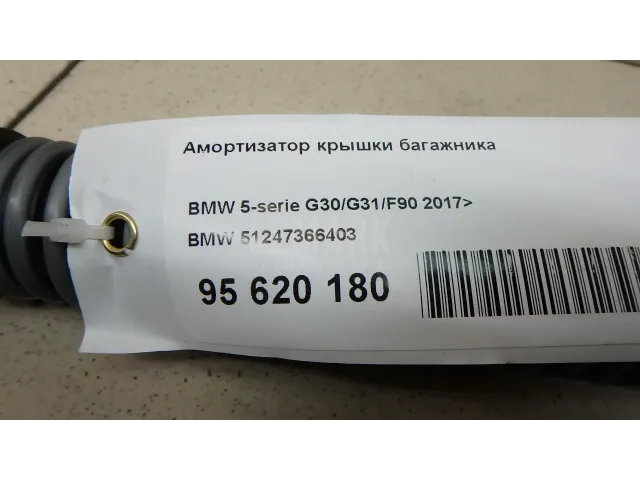 Амортизатор крышки багажника
BMW 5-serie G30/G31/F90 2017>
BMW 51247366403
95 620 180